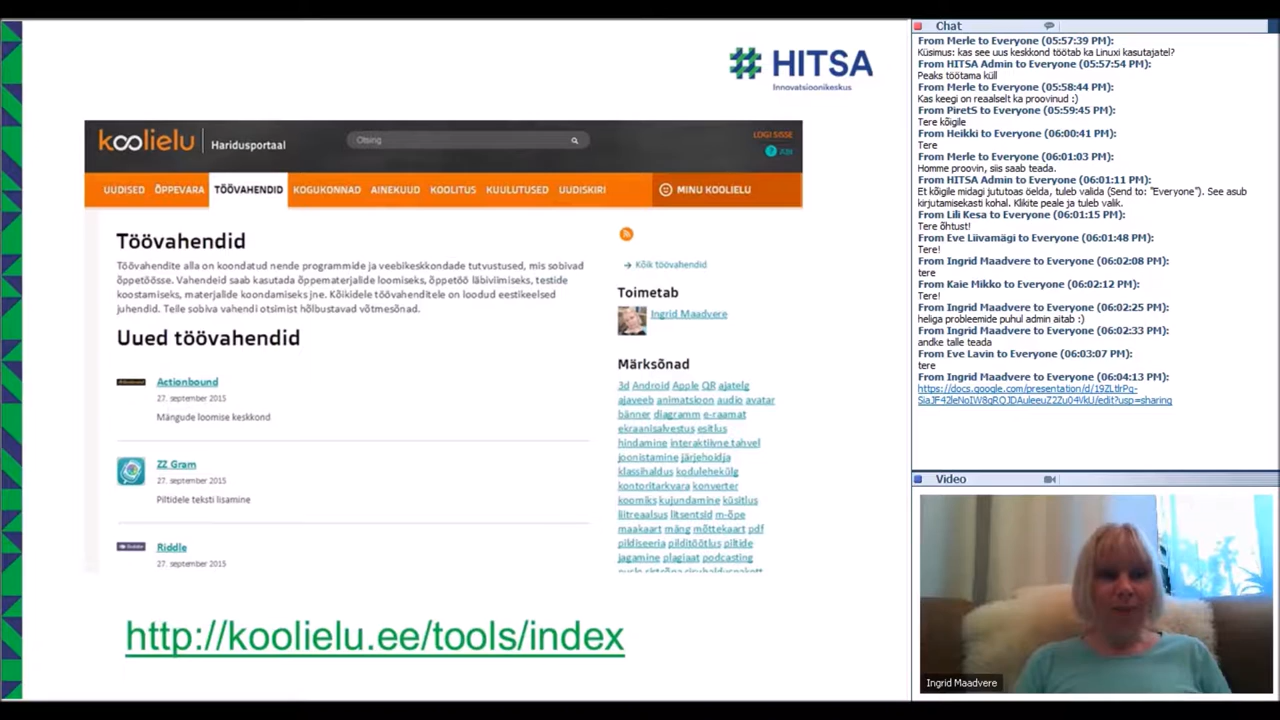 HITSA
Innovatsioonikeskus
koolielu
Haridusportaal
Otsing
LOGI SISSE
? ABI
UUDISED
ÕPPEVARA
TÖÖVAHENDID
KOGUKONNAD
AINEKUUD
KOOLITUS
KUULUTUSED
UUDISKIRI
MINU KOOLIELU
Töövahendid
Töövahendite alla on koondatud nende programmide ja veebikeskkondade tutvustused, mis sobivad
õppetöösse. Vahendeid saab kasutada õppematerjalide loomiseks, õppetöö läbiviimiseks, testide
koostamiseks, materjalide koondamiseks jne. Kõikidele töövahenditele on loodud eestikeelsed
juhendid. Teile sobiva vahendi otsimist hõlbustavad võtmesõnad.
Uued töövahendid
Actionbound
27. september 2015
Mängude loomise keskkond
ZZ Gram
27. september 2015
Piltidele teksti lisamine
Riddle
27. september 2015
→ Kõik töövahendid
Toimetab
Ingrid Maadvere
Märksõnad
3d Android Apple QR ajatelg
ajaveeb animatsioon audio avatar
bänner diagramm e-raamat
ekraanisalvestus esitlus
hindamine interaktiivne tahvel
joonistamine järjehoidja
klassihaldus kodulehekülg
kontoritarkvara konverter
koomiks kujundamine küsitlus
liitreaalsus litsentsid m-õpe
maakaart mäng mõttekaart pdf
pildiseeria pilditöötlus piltide
jagamine plagiaat podcasting
http://koolielu.ee/tools/index
Chat
From Merle to Everyone (05:57:39 PM):
Küsimus: kas see uus keskkond töötab ka Linuxi kasutajatel?
From HITSA Admin to Everyone (05:57:54 PM):
Peaks töötama küll
From Merle to Everyone (05:58:44 PM):
Kas keegi on reaalselt ka proovinud :)
From PiretS to Everyone (05:59:45 PM):
Tere kõigile
From Heikki to Everyone (06:00:41 PM):
Tere
From Merle to Everyone (06:01:03 PM):
Homme proovin, siis saab teada.
From HITSA Admin to Everyone (06:01:11 PM):
Et kõigile midagi jututoas öelda, tuleb valida (Send to: "Everyone"). See asub
kirjutamisekasti kohal. Klikite peale ja tuleb valik.
From Lili Kesa to Everyone (06:01:15 PM):
Tere õhtust!
From Eve Liivamägi to Everyone (06:01:48 PM):
Tere!
From Ingrid Maadvere to Everyone (06:02:08 PM):
tere
From Kaie Mikko to Everyone (06:02:12 PM):
Tere!
From Ingrid Maadvere to Everyone (06:02:25 PM):
heliga probleemide puhul admin aitab :)
From Ingrid Maadvere to Everyone (06:02:33 PM):
andke talle teada
From Eve Lavin to Everyone (06:03:07 PM):
tere
From Ingrid Maadvere to Everyone (06:04:13 PM):
Video
Ingrid Maadvere